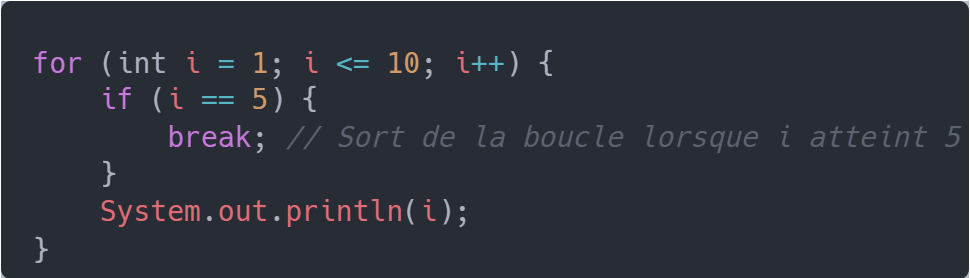 for (int i = 1; i <= 10; i++) {
    if (i == 5) {
        break; // Sort de la boucle lorsque i atteint 5
    }
    System.out.println(i);
}